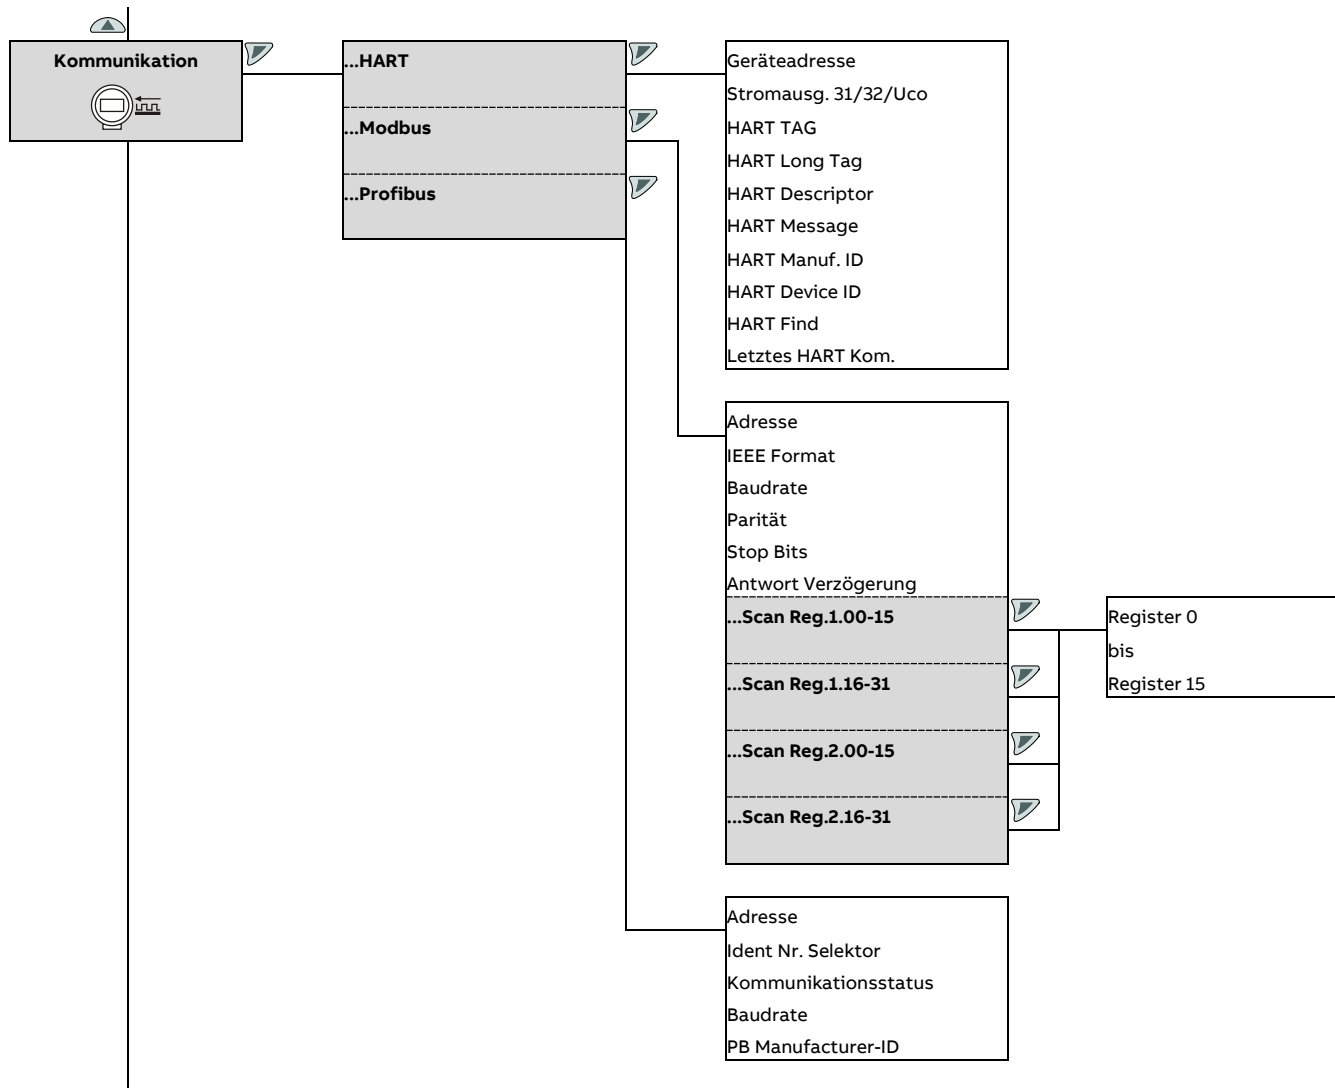 Kommunikation
...HART
...Modbus
...Profibus
Geräteadresse
Stromausg. 31/32/Uco
HART TAG
HART Long Tag
HART Descriptor
HART Message
HART Manuf. ID
HART Device ID
HART Find
Letztes HART Kom.
Adresse
IEEE Format
Baudrate
Parität
Stop Bits
Antwort Verzögerung
...Scan Reg.1.00-15
...Scan Reg.1.16-31
...Scan Reg.2.00-15
...Scan Reg.2.16-31
Register 0
bis
Register 15
Adresse
Ident Nr. Selektor
Kommunikationsstatus
Baudrate
PB Manufacturer-ID